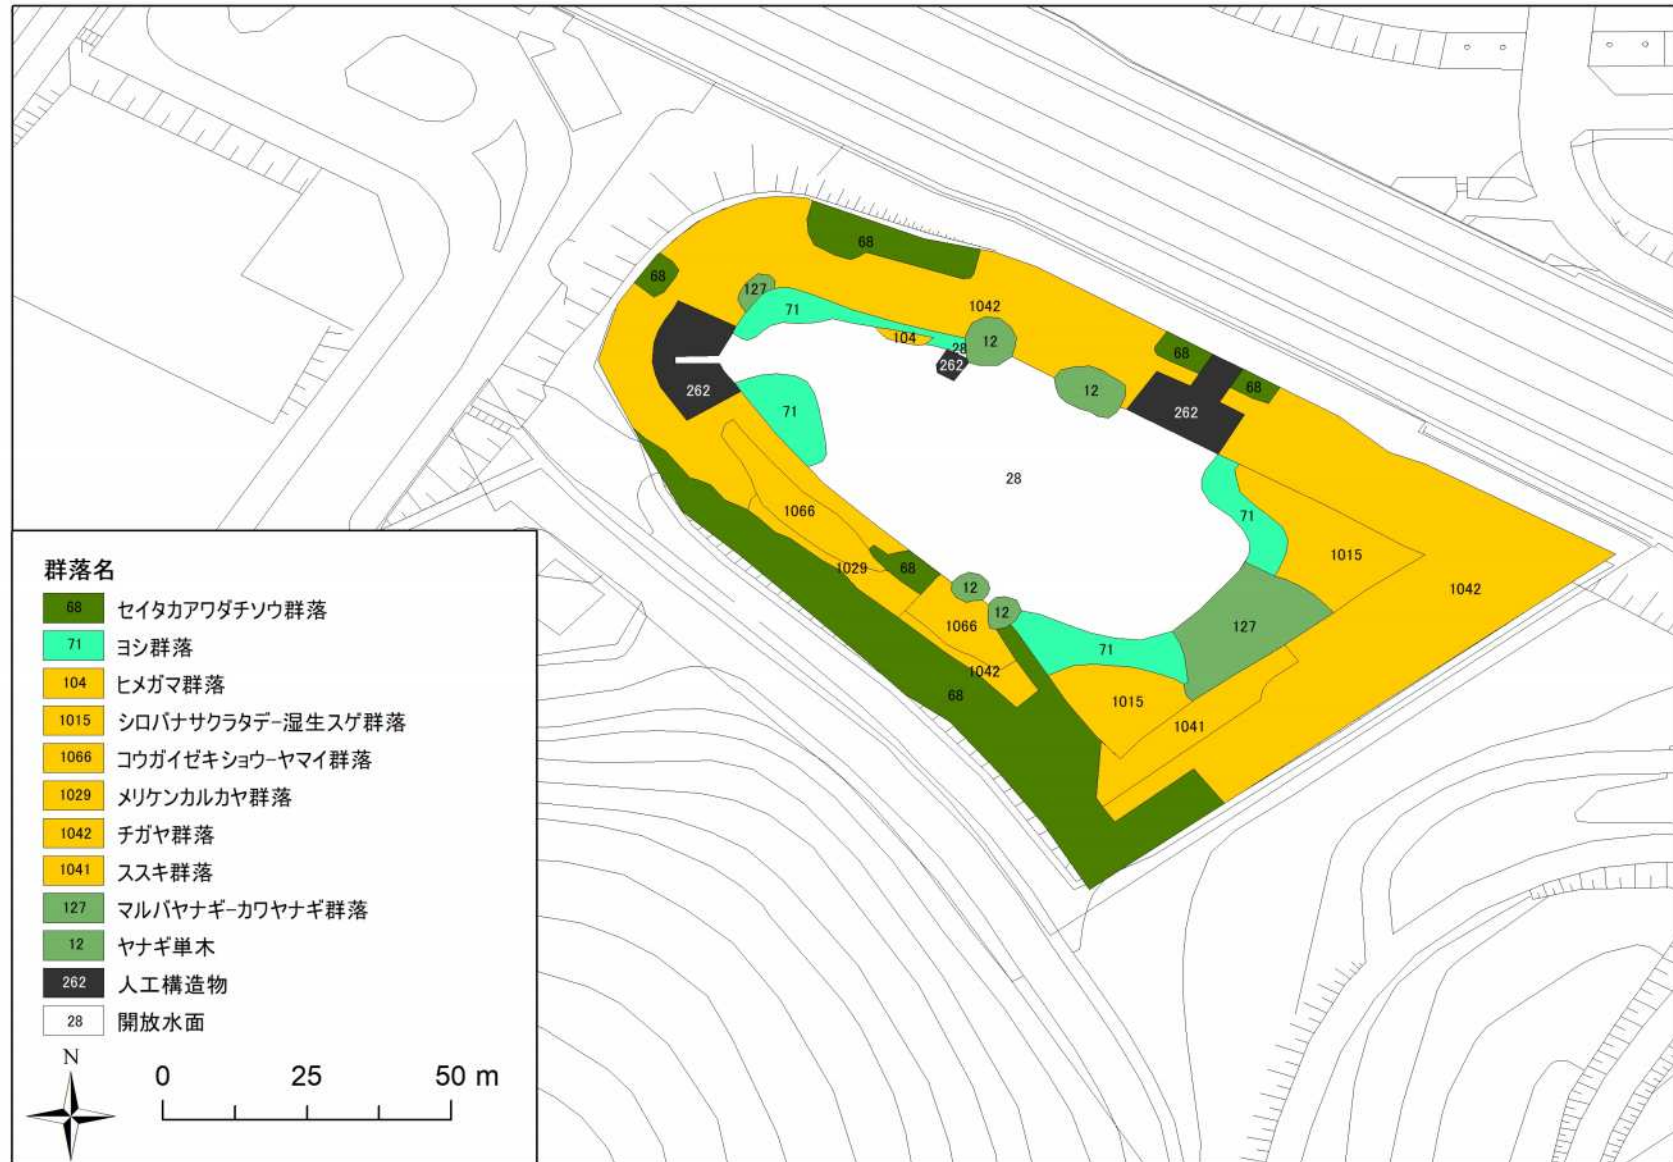 68
68
127
71
1042
104
28
12
262
68
68
12
262
262
71
28
71
1015
1066
1029
68
12
12
1042
1066
127
71
1042
68
1015
1041
群落名
68 セイタカアワダチソウ群落
71 ヨシ群落
104 ヒメガマ群落
1015 シロバナサクラタデ-湿生スゲ群落
1066 コウガイゼキショウ-ヤマイ群落
1029 メリケンカルカヤ群落
1042 チガヤ群落
1041 ススキ群落
127 マルバヤナギ-カワヤナギ群落
12 ヤナギ単木
262 人工構造物
28 開放水面
N
0 25 50 m